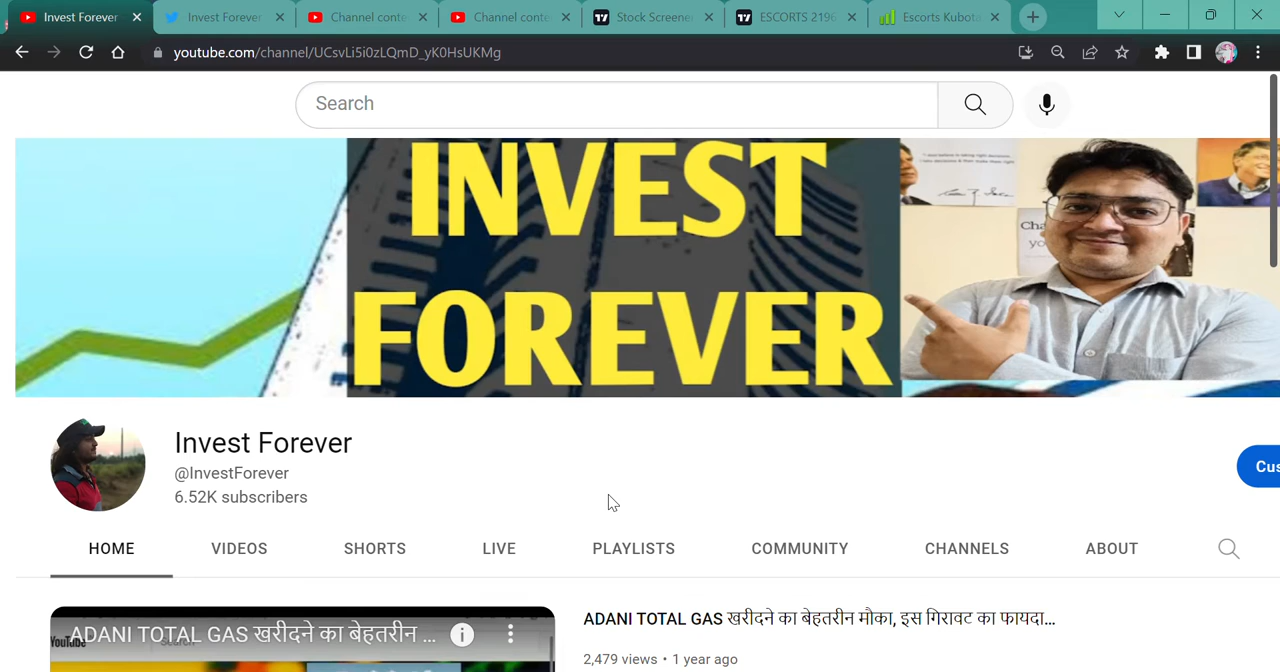 Invest Forever
Invest Forever
Channel conte
Channel conte
Stock Screene
ESCORTS 2196
Escorts Kubota
youtube.com/channel/UCsvLi5i0zLQmD_yK0HsUKMg
Search
INVEST
FOREVER
Invest Forever
@InvestForever
6.52K subscribers
Cus
HOME
VIDEOS
SHORTS
LIVE
PLAYLISTS
COMMUNITY
CHANNELS
ABOUT
ADANI TOTAL GAS खरीदने का बेहतरीन ...
ADANI TOTAL GAS खरीदने का बेहतरीन मौका, इस गिरावट का फायदा...
2,479 views • 1 year ago